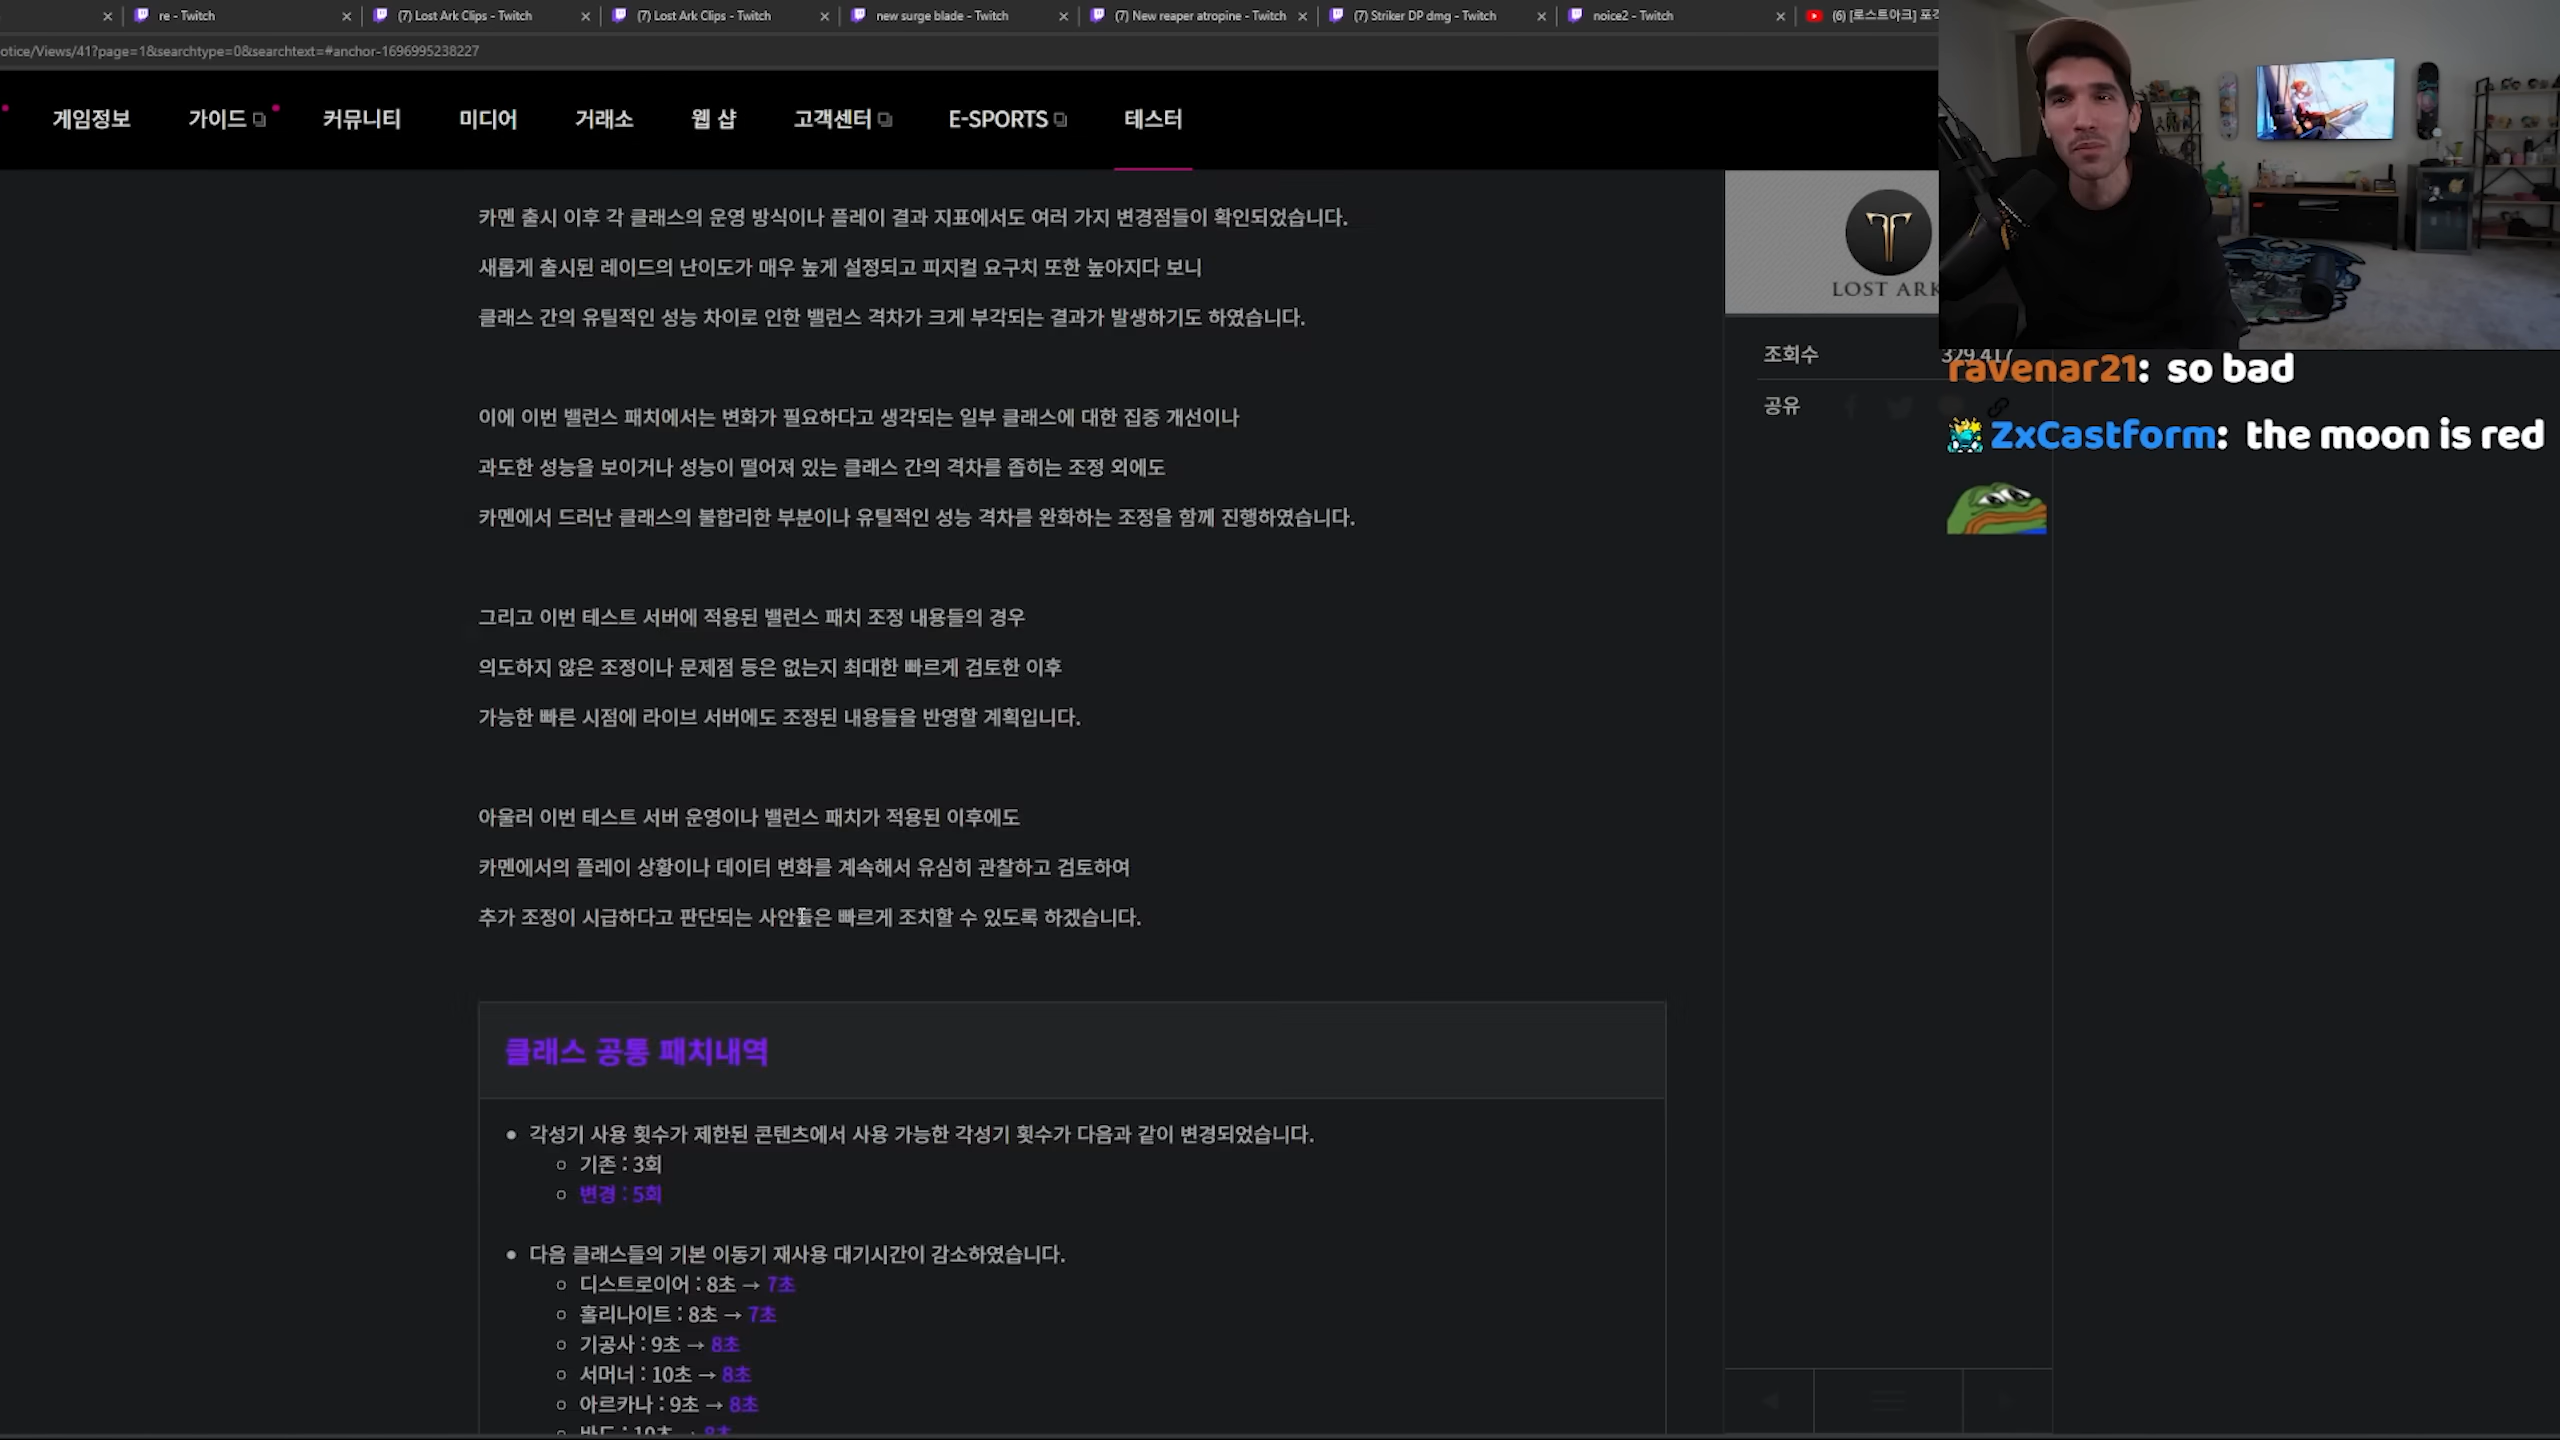 re - Twitch
(7) Lost Ark Clips - Twitch
(7) Lost Ark Clips - Twitch
new surge blade - Twitch
(7) New reaper atropine - Twitch
(7) Striker DP dmg - Twitch
noice2 - Twitch
(6) [로스트아크] 포격
otice/Views/41?page=1&searchtype=0&searchtext=#anchor-1696995238227
게임정보
가이드
커뮤니티
미디어
거래소
웹 샵
고객센터
E-SPORTS
테스터
카멘 출시 이후 각 클래스의 운영 방식이나 플레이 결과 지표에서도 여러 가지 변경점들이 확인되었습니다.
새롭게 출시된 레이드의 난이도가 매우 높게 설정되고 피지컬 요구치 또한 높아지다 보니
클래스 간의 유틸적인 성능 차이로 인한 밸런스 격차가 크게 부각되는 결과가 발생하기도 하였습니다.
이에 이번 밸런스 패치에서는 변화가 필요하다고 생각되는 일부 클래스에 대한 집중 개선이나
과도한 성능을 보이거나 성능이 떨어져 있는 클래스 간의 격차를 좁히는 조정 외에도
카멘에서 드러난 클래스의 불합리한 부분이나 유틸적인 성능 격차를 완화하는 조정을 함께 진행하였습니다.
그리고 이번 테스트 서버에 적용된 밸런스 패치 조정 내용들의 경우
의도하지 않은 조정이나 문제점 등은 없는지 최대한 빠르게 검토한 이후
가능한 빠른 시점에 라이브 서버에도 조정된 내용들을 반영할 계획입니다.
아울러 이번 테스트 서버 운영이나 밸런스 패치가 적용된 이후에도
카멘에서의 플레이 상황이나 데이터 변화를 계속해서 유심히 관찰하고 검토하여
추가 조정이 시급하다고 판단되는 사안들은 빠르게 조치할 수 있도록 하겠습니다.
클래스 공통 패치내역
• 각성기 사용 횟수가 제한된 콘텐츠에서 사용 가능한 각성기 횟수가 다음과 같이 변경되었습니다.
○ 기존 : 3회
○ 변경 : 5회
• 다음 클래스들의 기본 이동기 재사용 대기시간이 감소하였습니다.
○ 디스트로이어 : 8초 → 7초
○ 홀리나이트 : 8초 → 7초
○ 기공사 : 9초 → 8초
○ 서머너 : 10초 → 8초
○ 아르카나 : 9초 → 8초
○ 바드 : 10초 → 8초
LOST ARK
조회수
329,417
공유
ravenar21: so bad
ZxCastform: the moon is red